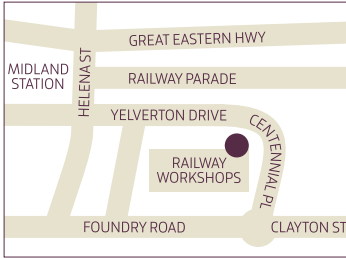 GREAT EASTERN HWY
MIDLAND
STATION
HELENA ST
RAILWAY PARADE
YELVERTON DRIVE
CENTENNIAL PL
RAILWAY
WORKSHOPS
FOUNDRY ROAD
CLAYTON ST